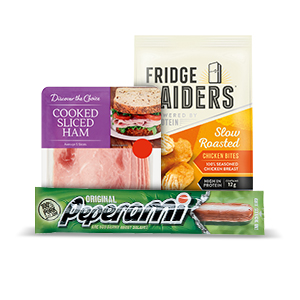 Discover the Choice
COOKED
SLICED
HAM
FRIDGE
RAIDERS
Slow
Roasted
CHICKEN BITES
100% SEASONED
CHICKEN BREAST
HIGH IN
PROTEIN
12g
ORIGINAL
Peperami